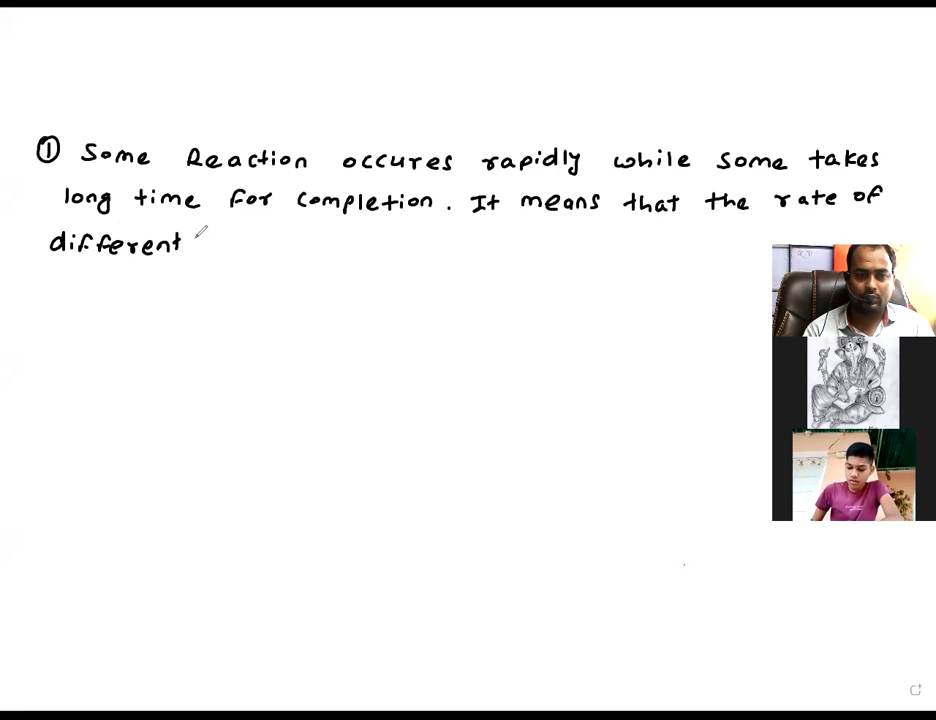 ① Some Reaction occures rapidly while some takes
long time for completion. It means that the rate of
different